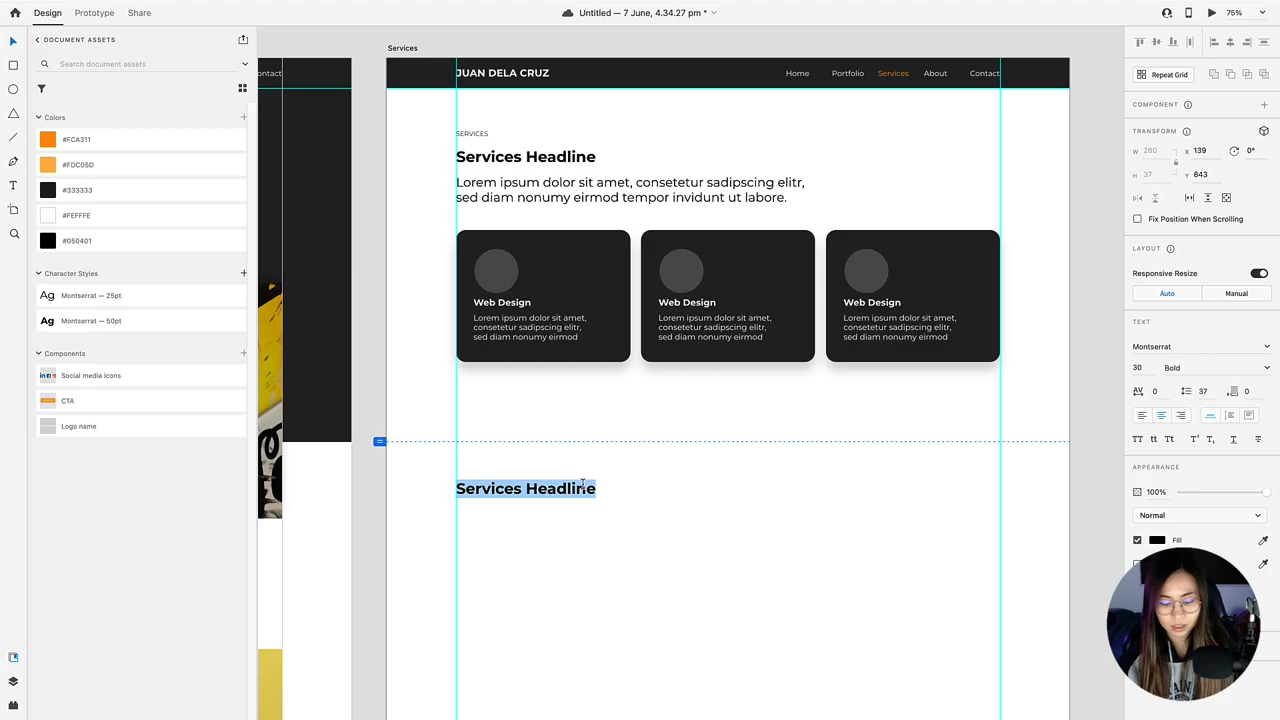 Design
Prototype
Share
Untitled — 7 June, 4.34.27 pm *
75%
DOCUMENT ASSETS
Search document assets
Colors
#FCA311
#FDC05D
#333333
#FEFFFE
#050401
Character Styles
Ag Montserrat — 25pt
Ag Montserrat — 50pt
Components
Social media icons
CTA
Logo name
ontact
Services
JUAN DELA CRUZ
Home
Portfolio
Services
About
Contact
SERVICES
Services Headline
Lorem ipsum dolor sit amet, consetetur sadipscing elitr,
sed diam nonumy eirmod tempor invidunt ut labore.
Web Design
Lorem ipsum dolor sit amet,
consetetur sadipscing elitr,
sed diam nonumy eirmod
Web Design
Lorem ipsum dolor sit amet,
consetetur sadipscing elitr,
sed diam nonumy eirmod
Web Design
Lorem ipsum dolor sit amet,
consetetur sadipscing elitr,
sed diam nonumy eirmod
Services Headline
Repeat Grid
COMPONENT
TRANSFORM
W 280 X 139 0°
H 37 Y 843
Fix Position When Scrolling
LAYOUT
Responsive Resize
Auto
Manual
TEXT
Montserrat
30
Bold
AV 0 37 0
TT tt Tt T¹ T₁ T T
APPEARANCE
100%
Normal
Fill